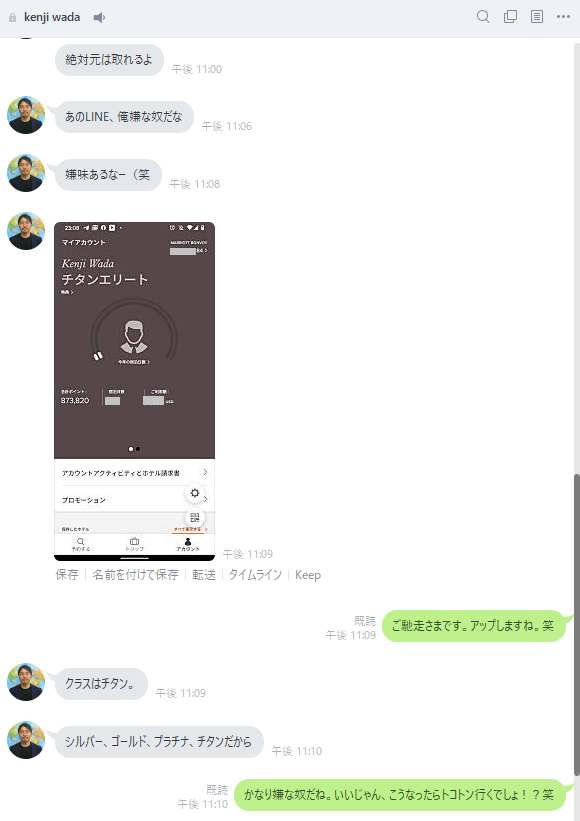 kenji wada
絶対元は取れるよ
午後 11:00
あのLINE、俺嫌な奴だな
午後 11:06
嫌味あるなー（笑
午後 11:08
23:08
マイアカウント
MARRIOTT BONVOY
84
Kenji Wada
チタンエリート
特典
今年の宿泊日数
合計ポイント
宿泊日数
ご利用額
873,820
USD
アカウントアクティビティとホテル請求書
プロモーション
保存したホテル
すべて表示する
予約する
トリップ
アカウント
午後 11:09
保存 | 名前を付けて保存 | 転送 | タイムライン | Keep
既読
午後 11:09
ご馳走さまです。アップしますね。笑
クラスはチタン。
午後 11:09
シルバー、ゴールド、プラチナ、チタンだから
午後 11:10
既読
午後 11:10
かなり嫌な奴だね。いいじゃん、こうなったらトコトン行くでしょ！？笑